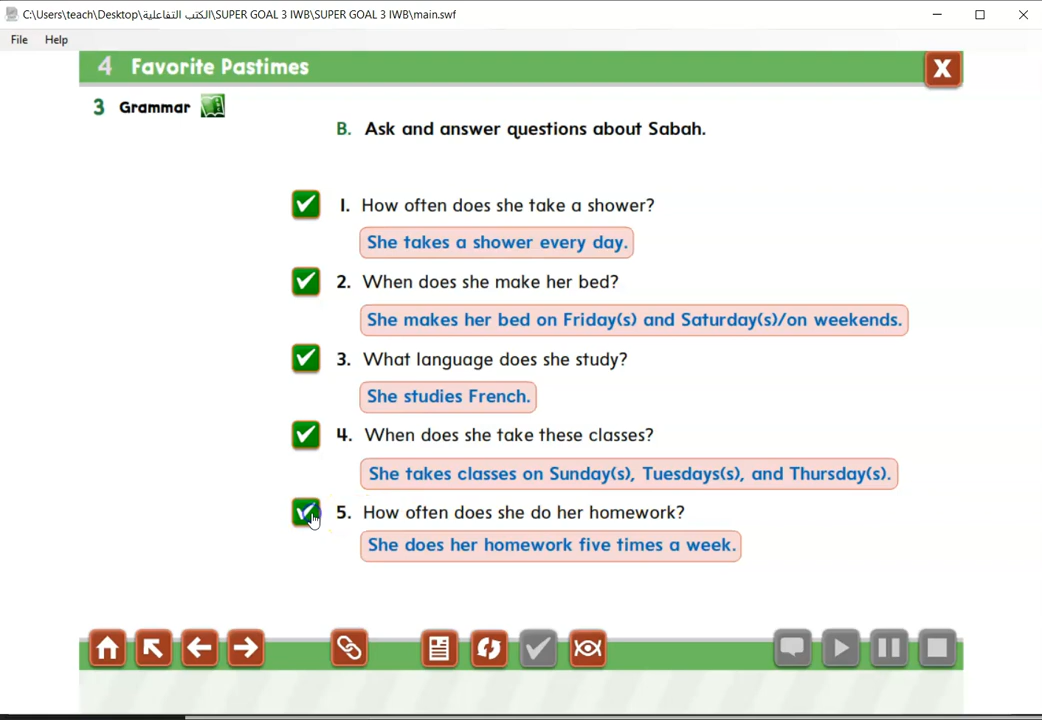 C:\Users\teach\Desktop\الكتب التفاعلية\SUPER GOAL 3 IWB\SUPER GOAL 3 IWB\main.swf
File Help
4 Favorite Pastimes
X
3 Grammar
B. Ask and answer questions about Sabah.
1. How often does she take a shower?
She takes a shower every day.
2. When does she make her bed?
She makes her bed on Friday(s) and Saturday(s)/on weekends.
3. What language does she study?
She studies French.
4. When does she take these classes?
She takes classes on Sunday(s), Tuesdays(s), and Thursday(s).
5. How often does she do her homework?
She does her homework five times a week.